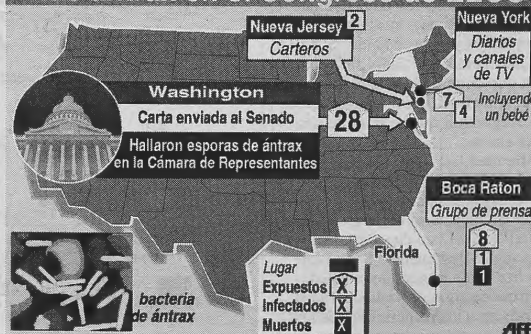 Nueva Jersey 2
Carteros
Nueva York
Diarios
y canales
de TV
7
4
Incluyendo
un bebé
Washington
Carta enviada al Senado
28
Hallaron esporas de ántrax
en la Cámara de Representantes
Boca Raton
Grupo de prensa
8
1
1
Florida
bacteria
de ántrax
Lugar
Expuestos X
Infectados X
Muertos X